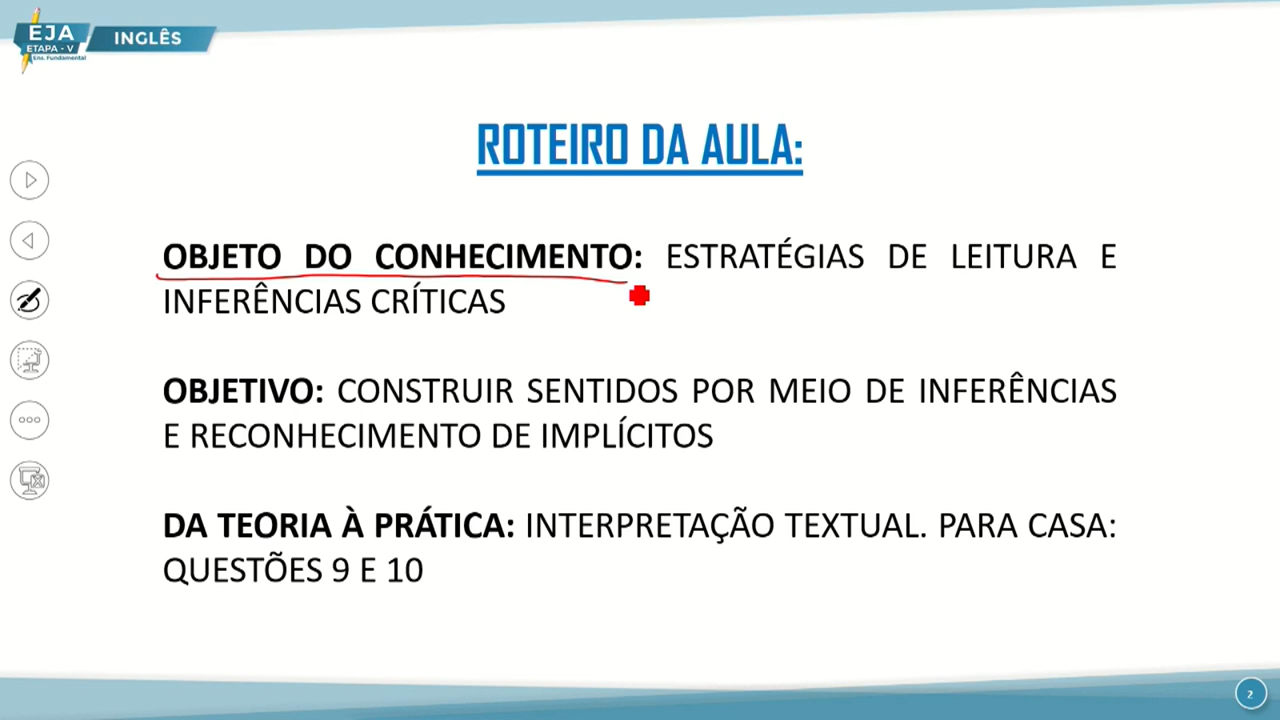 EJA
ETAPA - V
Ens. Fundamental
INGLÊS
ROTEIRO DA AULA:
OBJETO DO CONHECIMENTO: ESTRATÉGIAS DE LEITURA E
INFERÊNCIAS CRÍTICAS
OBJETIVO: CONSTRUIR SENTIDOS POR MEIO DE INFERÊNCIAS
E RECONHECIMENTO DE IMPLÍCITOS
DA TEORIA À PRÁTICA: INTERPRETAÇÃO TEXTUAL. PARA CASA:
QUESTÕES 9 E 10
2